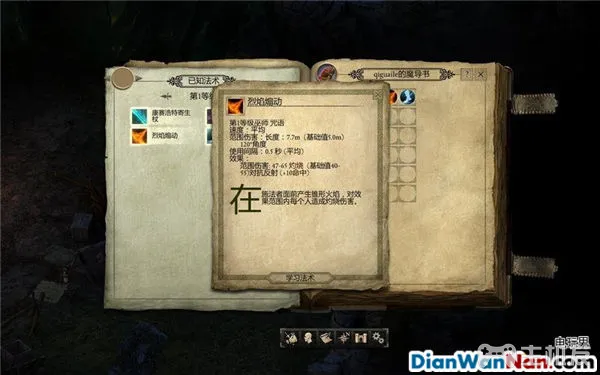 已知法术
第1等级
康赛浩特寄生
杖
烈焰煽动
qiguaile的魔导书
? ×
烈焰煽动
第1等级巫师 咒语
速度：平均
范围伤害：长度：7.7m（基础值5.0m）
120°角度
使用间隔：0.5 秒 (平均)
效果：
范围伤害: 47-65 灼烧（基础值40-
55)对抗反射 (+10命中)
在
施法者面前产生锥形火焰，对效
果范围内每个人造成灼烧伤害。
学习法术
电玩男
DianWanNan.com